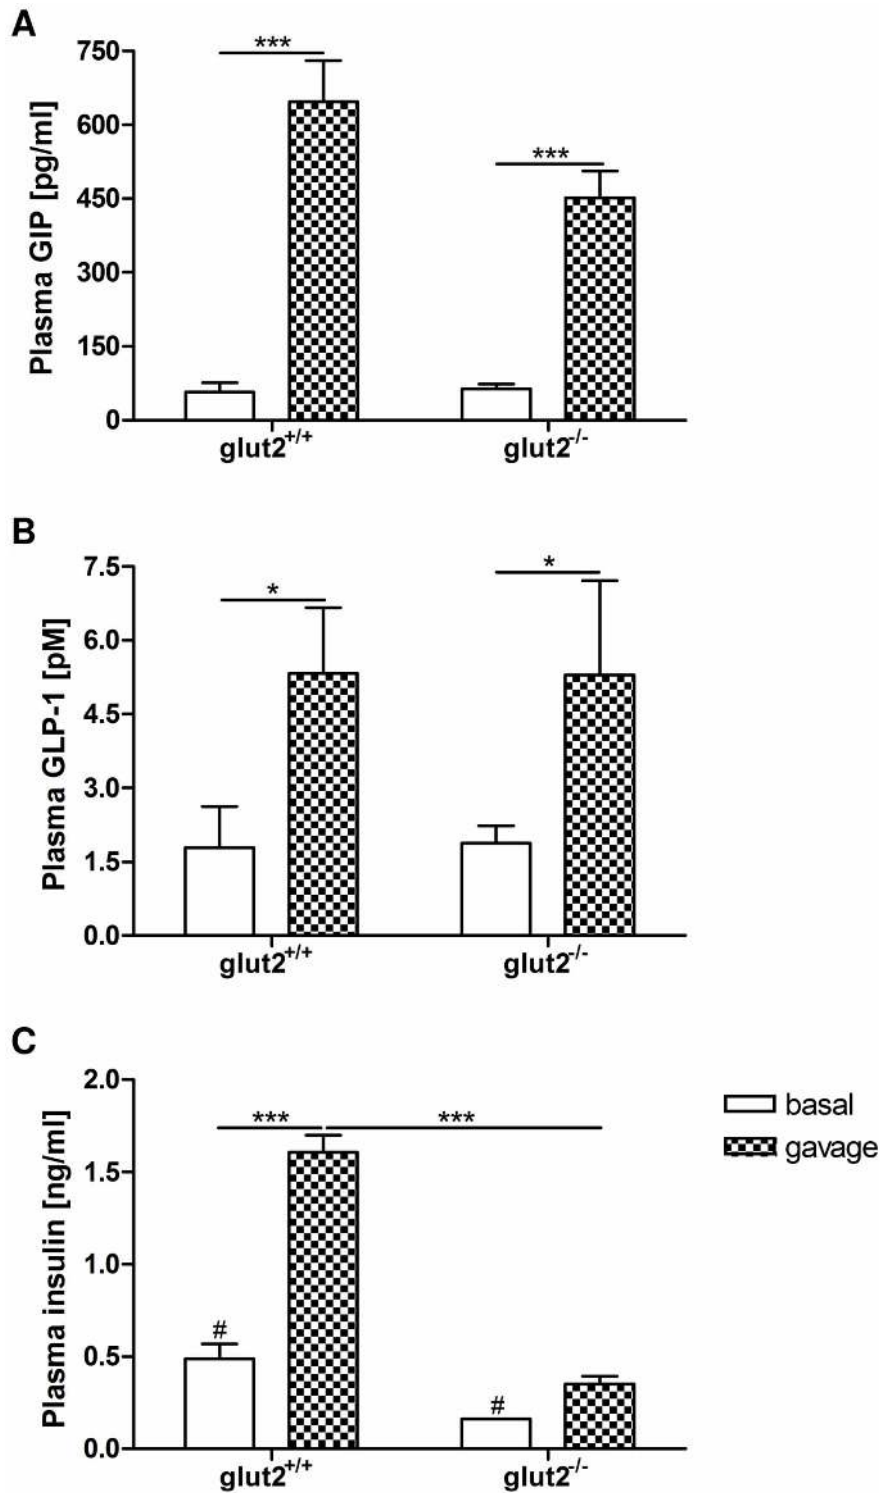 A
Plasma GIP [pg/ml]
750
600
450
300
150
0
***
***
glut2+/+
glut2-/-
B
Plasma GLP-1 [pM]
7.5
6.0
4.5
3.0
1.5
0.0
*
*
glut2+/+
glut2-/-
C
Plasma insulin [ng/ml]
2.0
1.5
1.0
0.5
0.0
***
***
#
#
glut2+/+
glut2-/-
basal
gavage